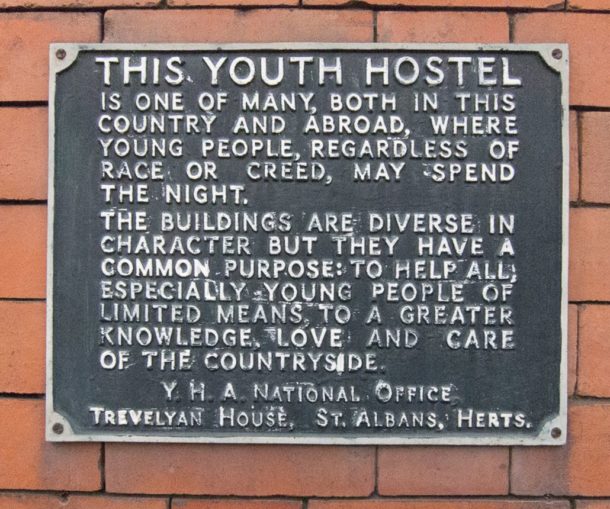 THIS YOUTH HOSTEL
IS ONE OF MANY, BOTH IN THIS
COUNTRY AND ABROAD, WHERE
YOUNG PEOPLE, REGARDLESS OF
RACE OR CREED, MAY SPEND
THE NIGHT.
THE BUILDINGS ARE DIVERSE IN
CHARACTER BUT THEY HAVE A
COMMON PURPOSE: TO HELP ALL,
ESPECIALLY YOUNG PEOPLE OF
LIMITED MEANS, TO A GREATER
KNOWLEDGE, LOVE AND CARE
OF THE COUNTRYSIDE.
Y. H. A. NATIONAL OFFICE
TREVELYAN HOUSE, ST. ALBANS, HERTS.